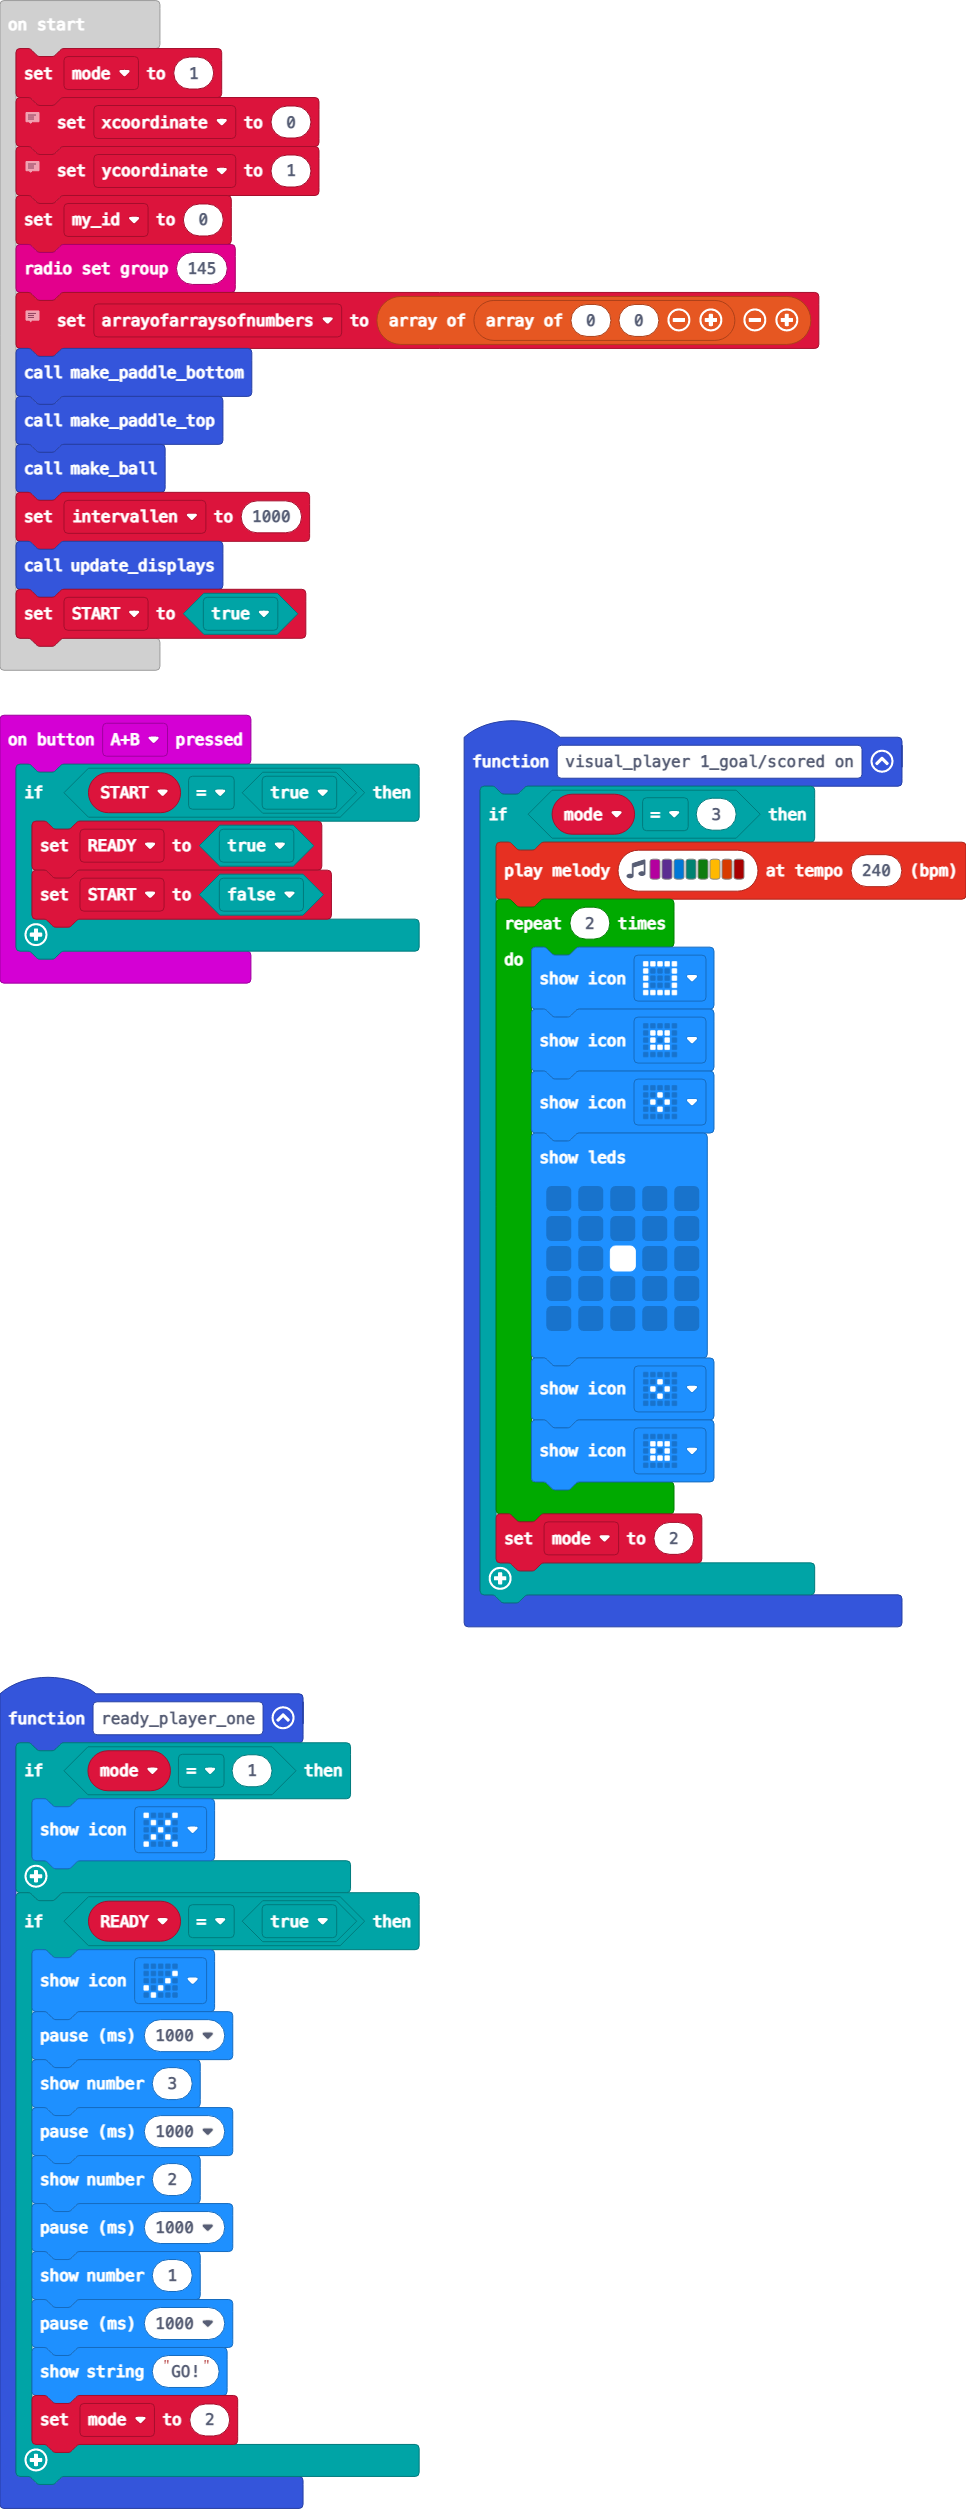 on start
set mode to 1
set xcoordinate to 0
set ycoordinate to 1
set my_id to 0
radio set group 145
set arrayofarraysofnumbers to array of array of 0 0
call make_paddle_bottom
call make_paddle_top
call make_ball
set intervallen to 1000
call update_displays
set START to true
on button A+B pressed
if START = true then
set READY to true
set START to false
function visual_player 1_goal/scored on
if mode = 3 then
play melody at tempo 240 (bpm)
repeat 2 times
do
show icon
show icon
show icon
show leds
show icon
show icon
set mode to 2
function ready_player_one
if mode = 1 then
show icon
if READY = true then
show icon
pause (ms) 1000
show number 3
pause (ms) 1000
show number 2
pause (ms) 1000
show number 1
pause (ms) 1000
show string "GO!"
set mode to 2